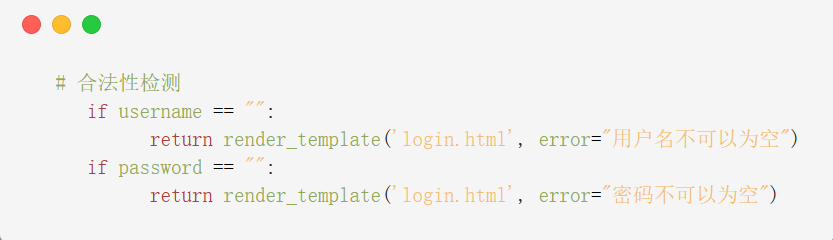 # 合法性检测
if username == "":
return render_template('login.html', error="用户名不可以为空")
if password == "":
return render_template('login.html', error="密码不可以为空")